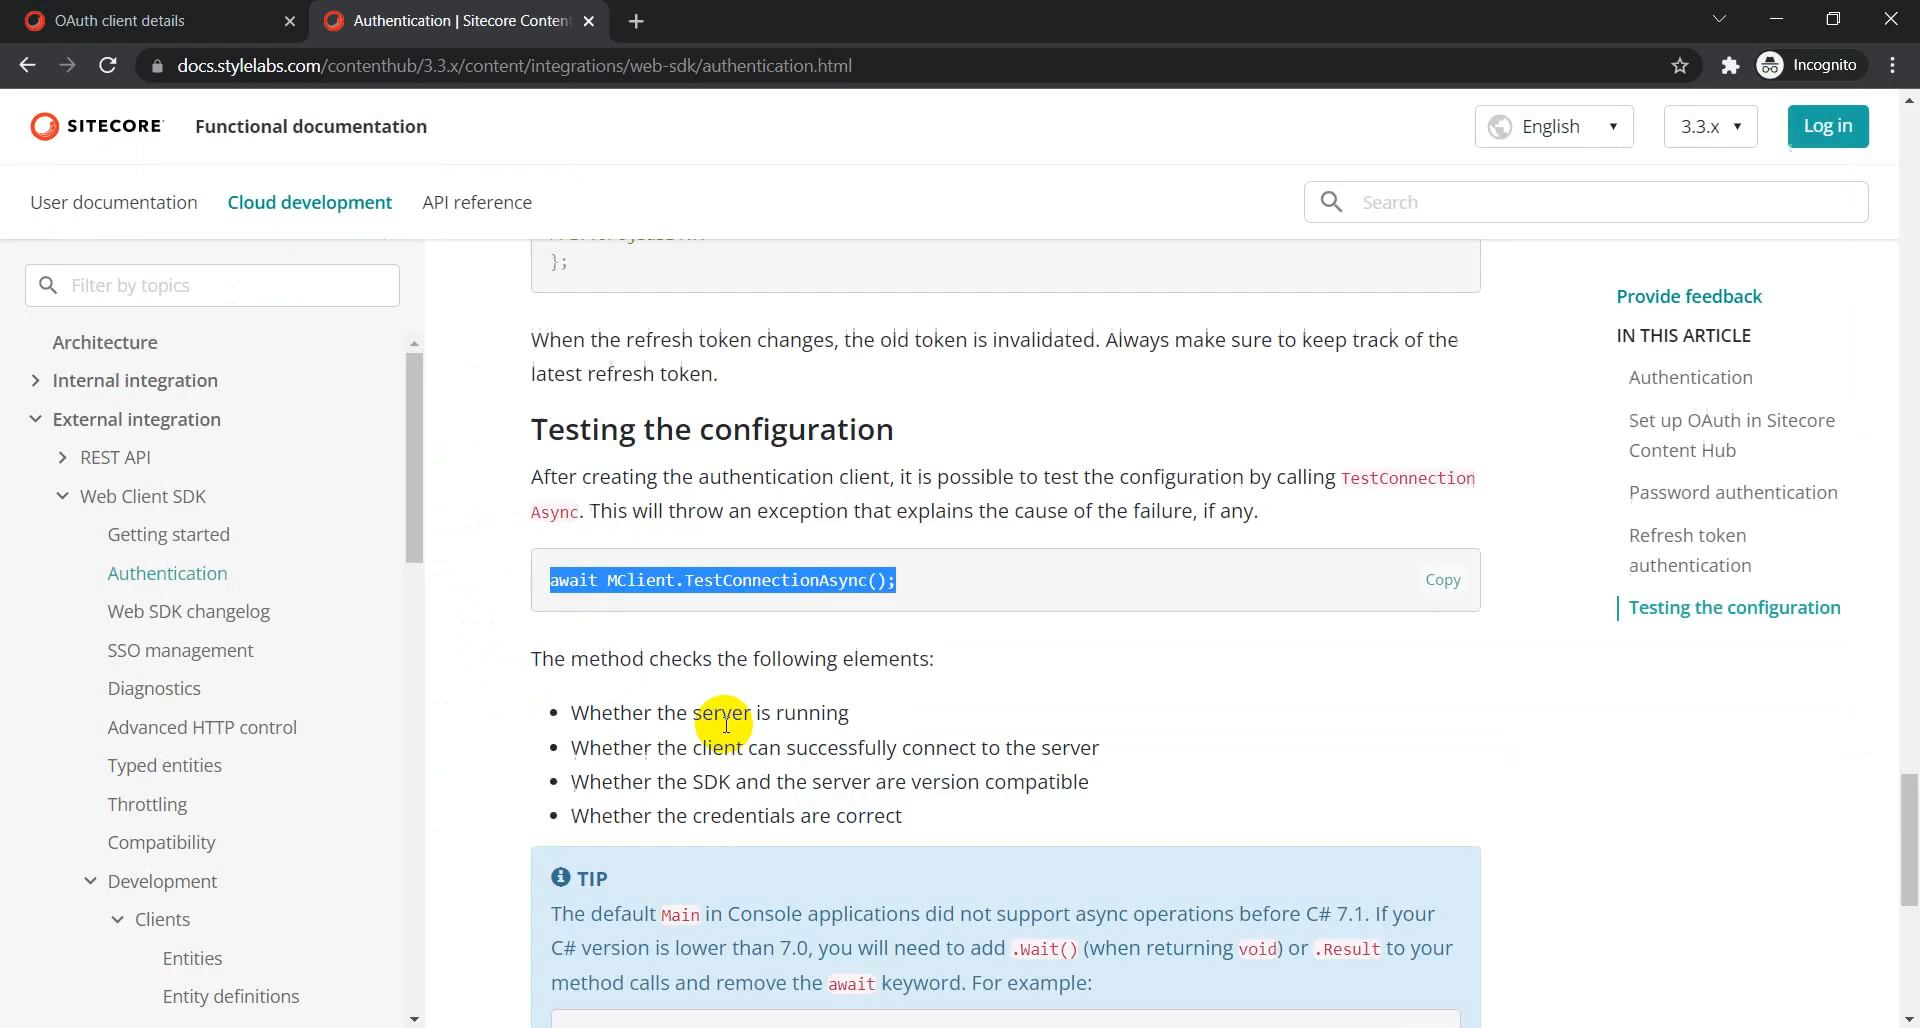 OAuth client details
Authentication | Sitecore Conten
docs.stylelabs.com/contenthub/3.3.x/content/integrations/web-sdk/authentication.html
Incognito
SITECORE
Functional documentation
English
3.3.x
Log in
User documentation
Cloud development
API reference
Search
Filter by topics
Architecture
Internal integration
External integration
REST API
Web Client SDK
Getting started
Authentication
Web SDK changelog
SSO management
Diagnostics
Advanced HTTP control
Typed entities
Throttling
Compatibility
Development
Clients
Entities
Entity definitions
};
When the refresh token changes, the old token is invalidated. Always make sure to keep track of the
latest refresh token.
Testing the configuration
After creating the authentication client, it is possible to test the configuration by calling TestConnection
Async. This will throw an exception that explains the cause of the failure, if any.
await MClient.TestConnectionAsync();
Copy
The method checks the following elements:
• Whether the server is running
• Whether the client can successfully connect to the server
• Whether the SDK and the server are version compatible
• Whether the credentials are correct
TIP
The default Main in Console applications did not support async operations before C# 7.1. If your
C# version is lower than 7.0, you will need to add .Wait() (when returning void) or .Result to your
method calls and remove the await keyword. For example:
Provide feedback
IN THIS ARTICLE
Authentication
Set up OAuth in Sitecore
Content Hub
Password authentication
Refresh token
authentication
Testing the configuration